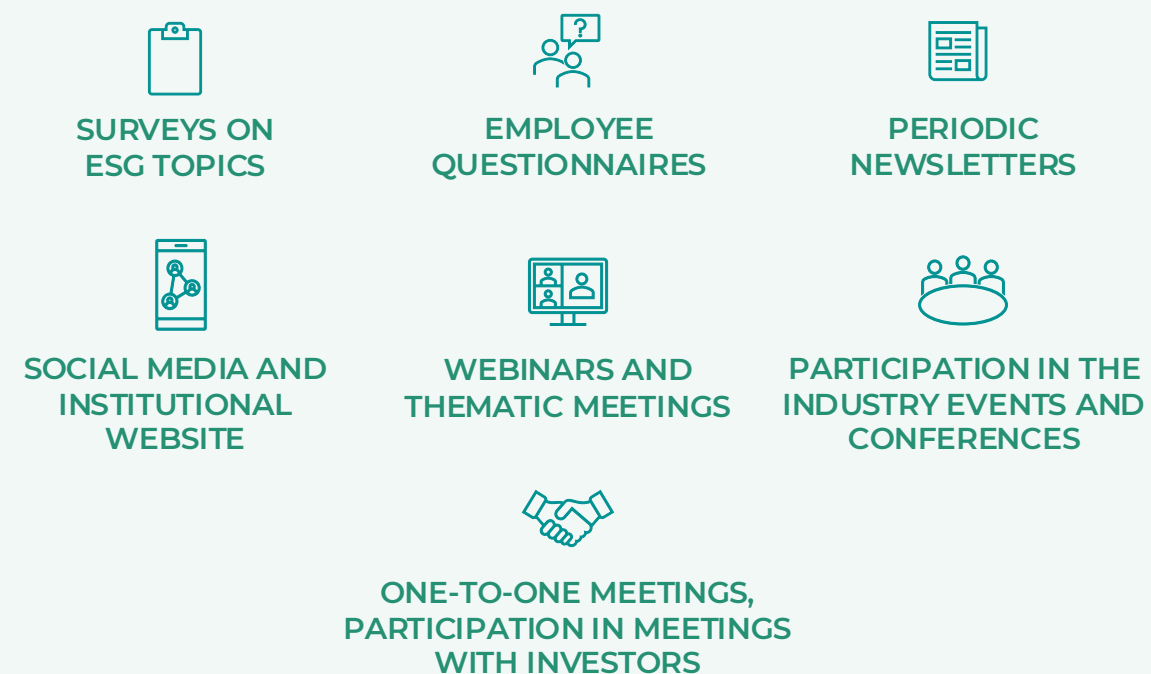 ?
SURVEYS ON
ESG TOPICS
EMPLOYEE
QUESTIONNAIRES
PERIODIC
NEWSLETTERS
SOCIAL MEDIA AND
INSTITUTIONAL
WEBSITE
WEBINARS AND
THEMATIC MEETINGS
PARTICIPATION IN THE
INDUSTRY EVENTS AND
CONFERENCES
ONE-TO-ONE MEETINGS,
PARTICIPATION IN MEETINGS
WITH INVESTORS